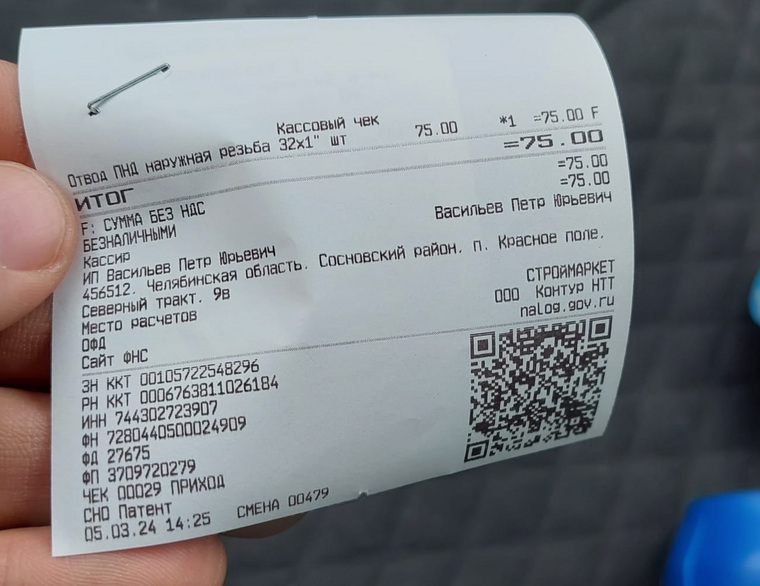 Кассовый чек
Отвод ПНД наружная резьба 32х1" шт 75.00 *1 =75.00 F
ИТОГ =75.00
F: СУММА БЕЗ НДС =75.00
БЕЗНАЛИЧНЫМИ =75.00
Кассир Васильев Петр Юрьевич
ИП Васильев Петр Юрьевич
456512. Челябинская область. Сосновский район. п. Красное поле.
Северный тракт. 9в
Место расчетов СТРОЙМАРКЕТ
ОФД ООО Контур НТТ
Сайт ФНС nalog.gov.ru
ЗН ККТ 00105722548296
РН ККТ 0006763811026184
ИНН 744302723907
ФН 7280440500024909
ФД 27675
ФП 3709720279
ЧЕК 00029 ПРИХОД
СНО Патент
05.03.24 14:25 СМЕНА 00479